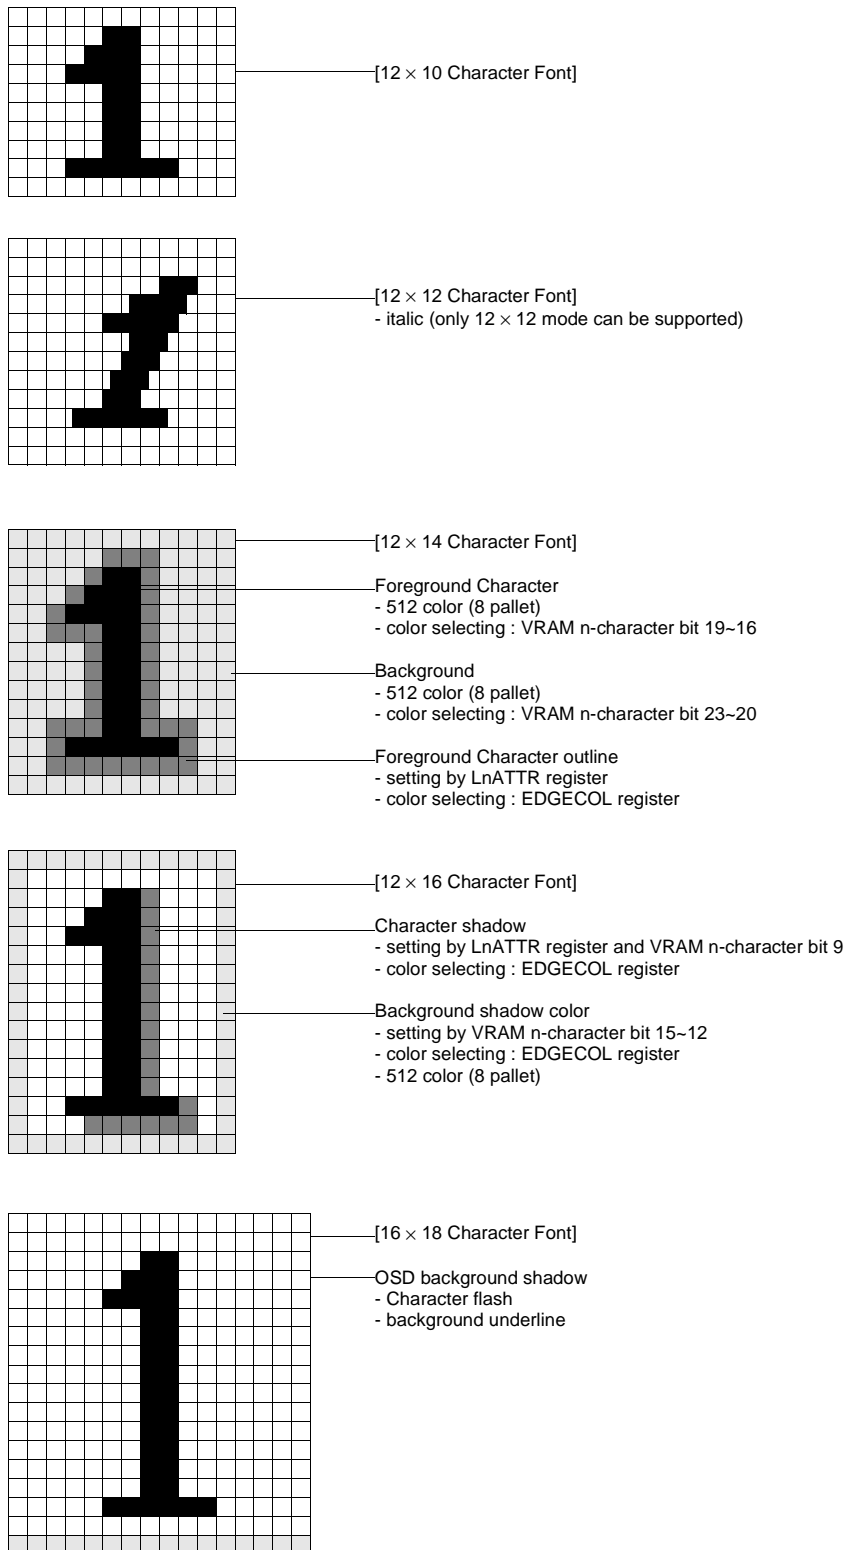 [12 × 10 Character Font]
[12 × 12 Character Font]
- italic (only 12 × 12 mode can be supported)
[12 × 14 Character Font]
Foreground Character
- 512 color (8 pallet)
- color selecting : VRAM n-character bit 19~16
Background
- 512 color (8 pallet)
- color selecting : VRAM n-character bit 23~20
Foreground Character outline
- setting by LnATTR register
- color selecting : EDGECOL register
[12 × 16 Character Font]
Character shadow
- setting by LnATTR register and VRAM n-character bit 9
- color selecting : EDGECOL register
Background shadow color
- setting by VRAM n-character bit 15~12
- color selecting : EDGECOL register
- 512 color (8 pallet)
[16 × 18 Character Font]
OSD background shadow
- Character flash
- background underline